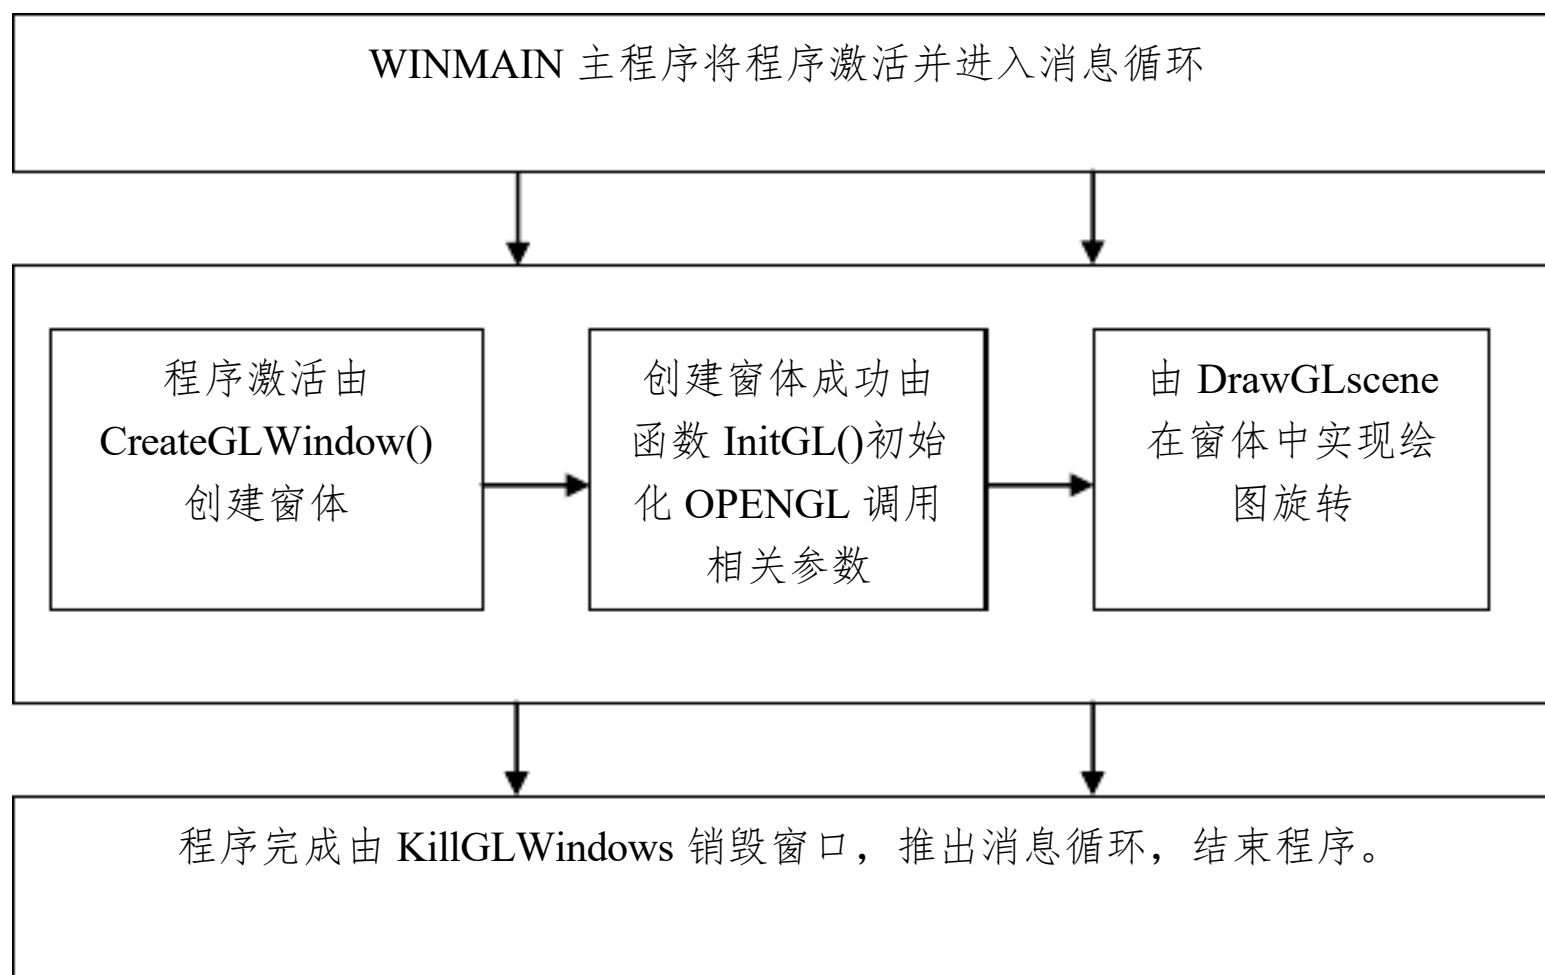 WINMAIN 主程序将程序激活并进入消息循环
程序激活由
CreateGLWindow()
创建窗体
创建窗体成功由
函数 InitGL()初始
化 OPENGL 调用
相关参数
由 DrawGLscene
在窗体中实现绘
图旋转
程序完成由 KillGLWindows 销毁窗口，推出消息循环，结束程序。